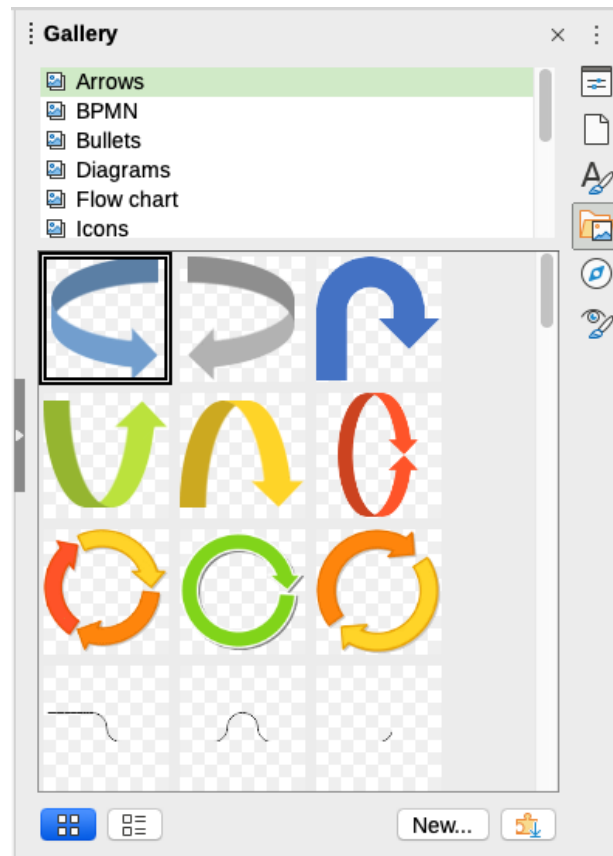 Gallery
Arrows
BPMN
Bullets
Diagrams
Flow chart
Icons
New...